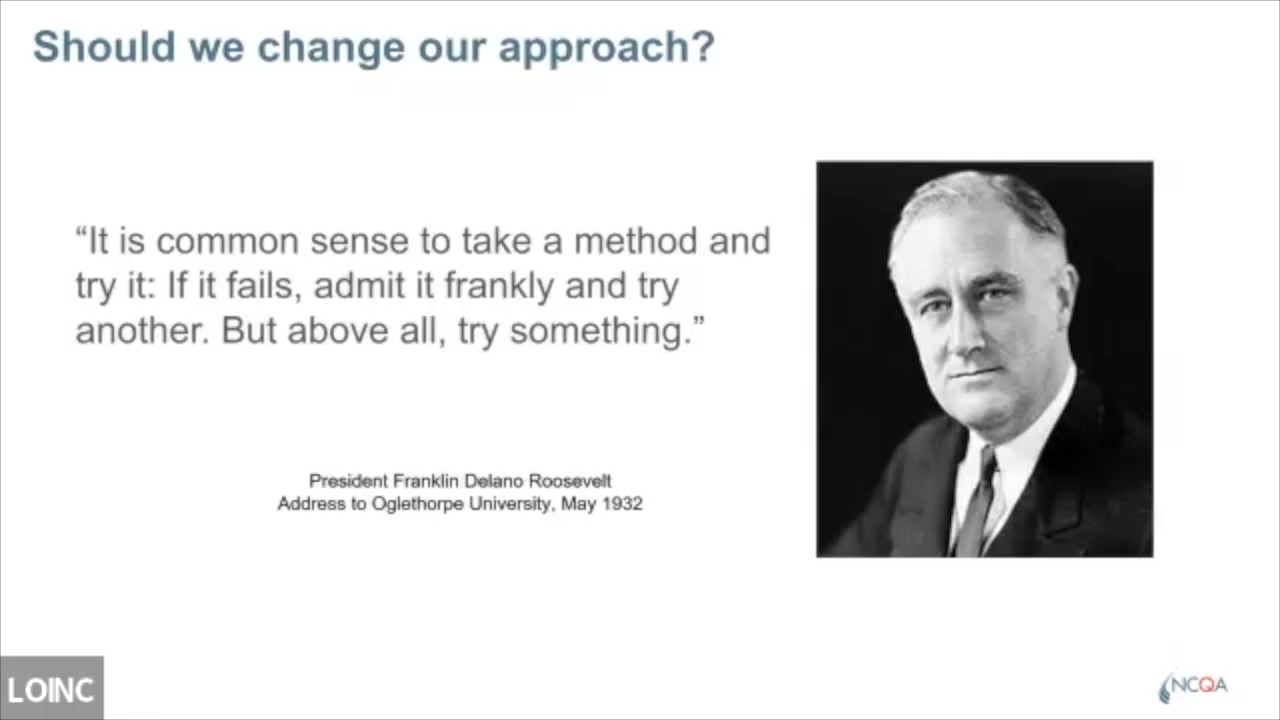 Should we change our approach?
“It is common sense to take a method and
try it: If it fails, admit it frankly and try
another. But above all, try something.”
President Franklin Delano Roosevelt
Address to Oglethorpe University, May 1932
LOINC
NCQA